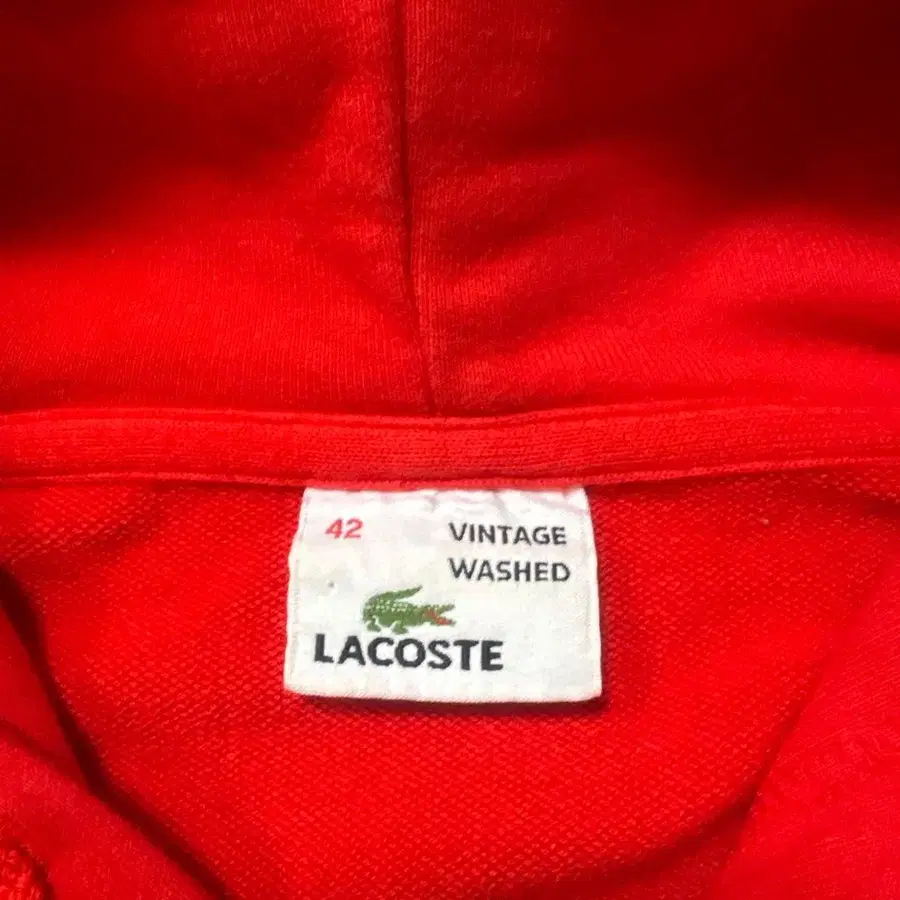 42
VINTAGE
WASHED
LACOSTE